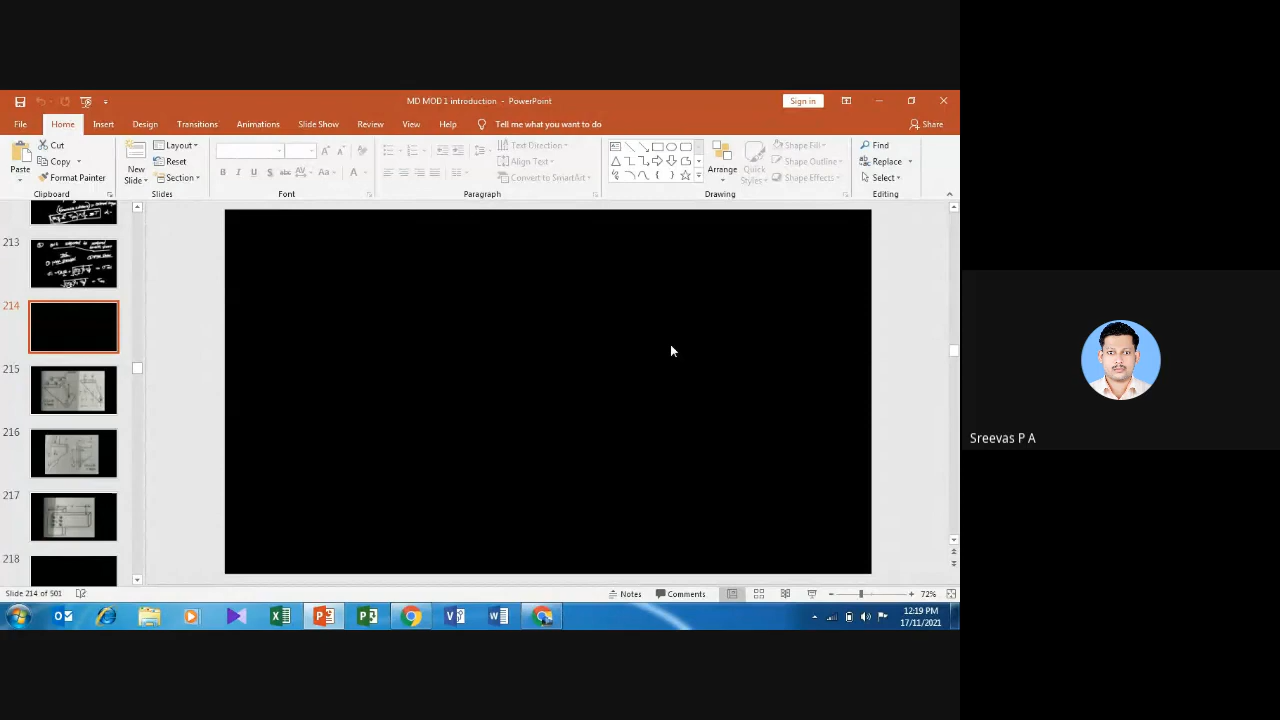 MD MOD 1 introduction - PowerPoint
Sign in
File Home Insert Design Transitions Animations Slide Show Review View Help Tell me what you want to do Share
Paste
Cut
Copy
Format Painter
Clipboard
New
Slide
Layout
Reset
Section
Slides
B I U S abc AV Aa A
Font
Text Direction
Align Text
Convert to SmartArt
Paragraph
Arrange
Quick
Styles
Shape Fill
Shape Outline
Shape Effects
Drawing
Find
Replace
Select
Editing
213
214
215
216
217
218
Sreevas P A
Slide 214 of 501
Notes
Comments
72%
12:19 PM
17/11/2021